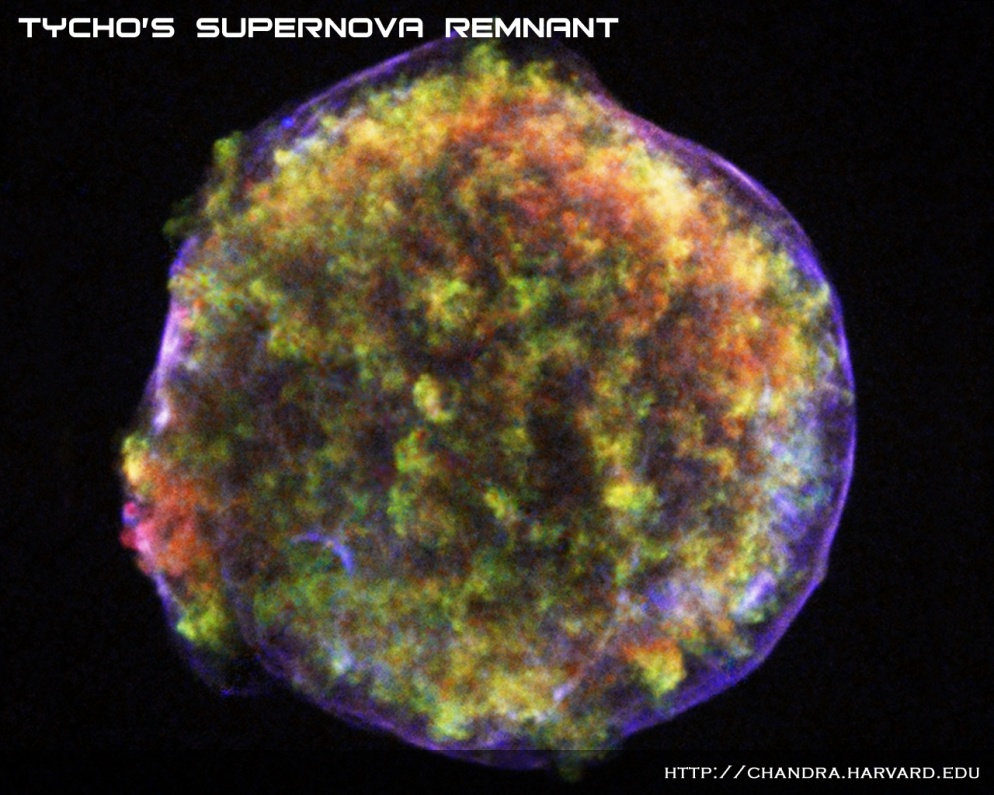 TYCHO'S SUPERNOVA REMNANT
HTTP://CHANDRA.HARVARD.EDU